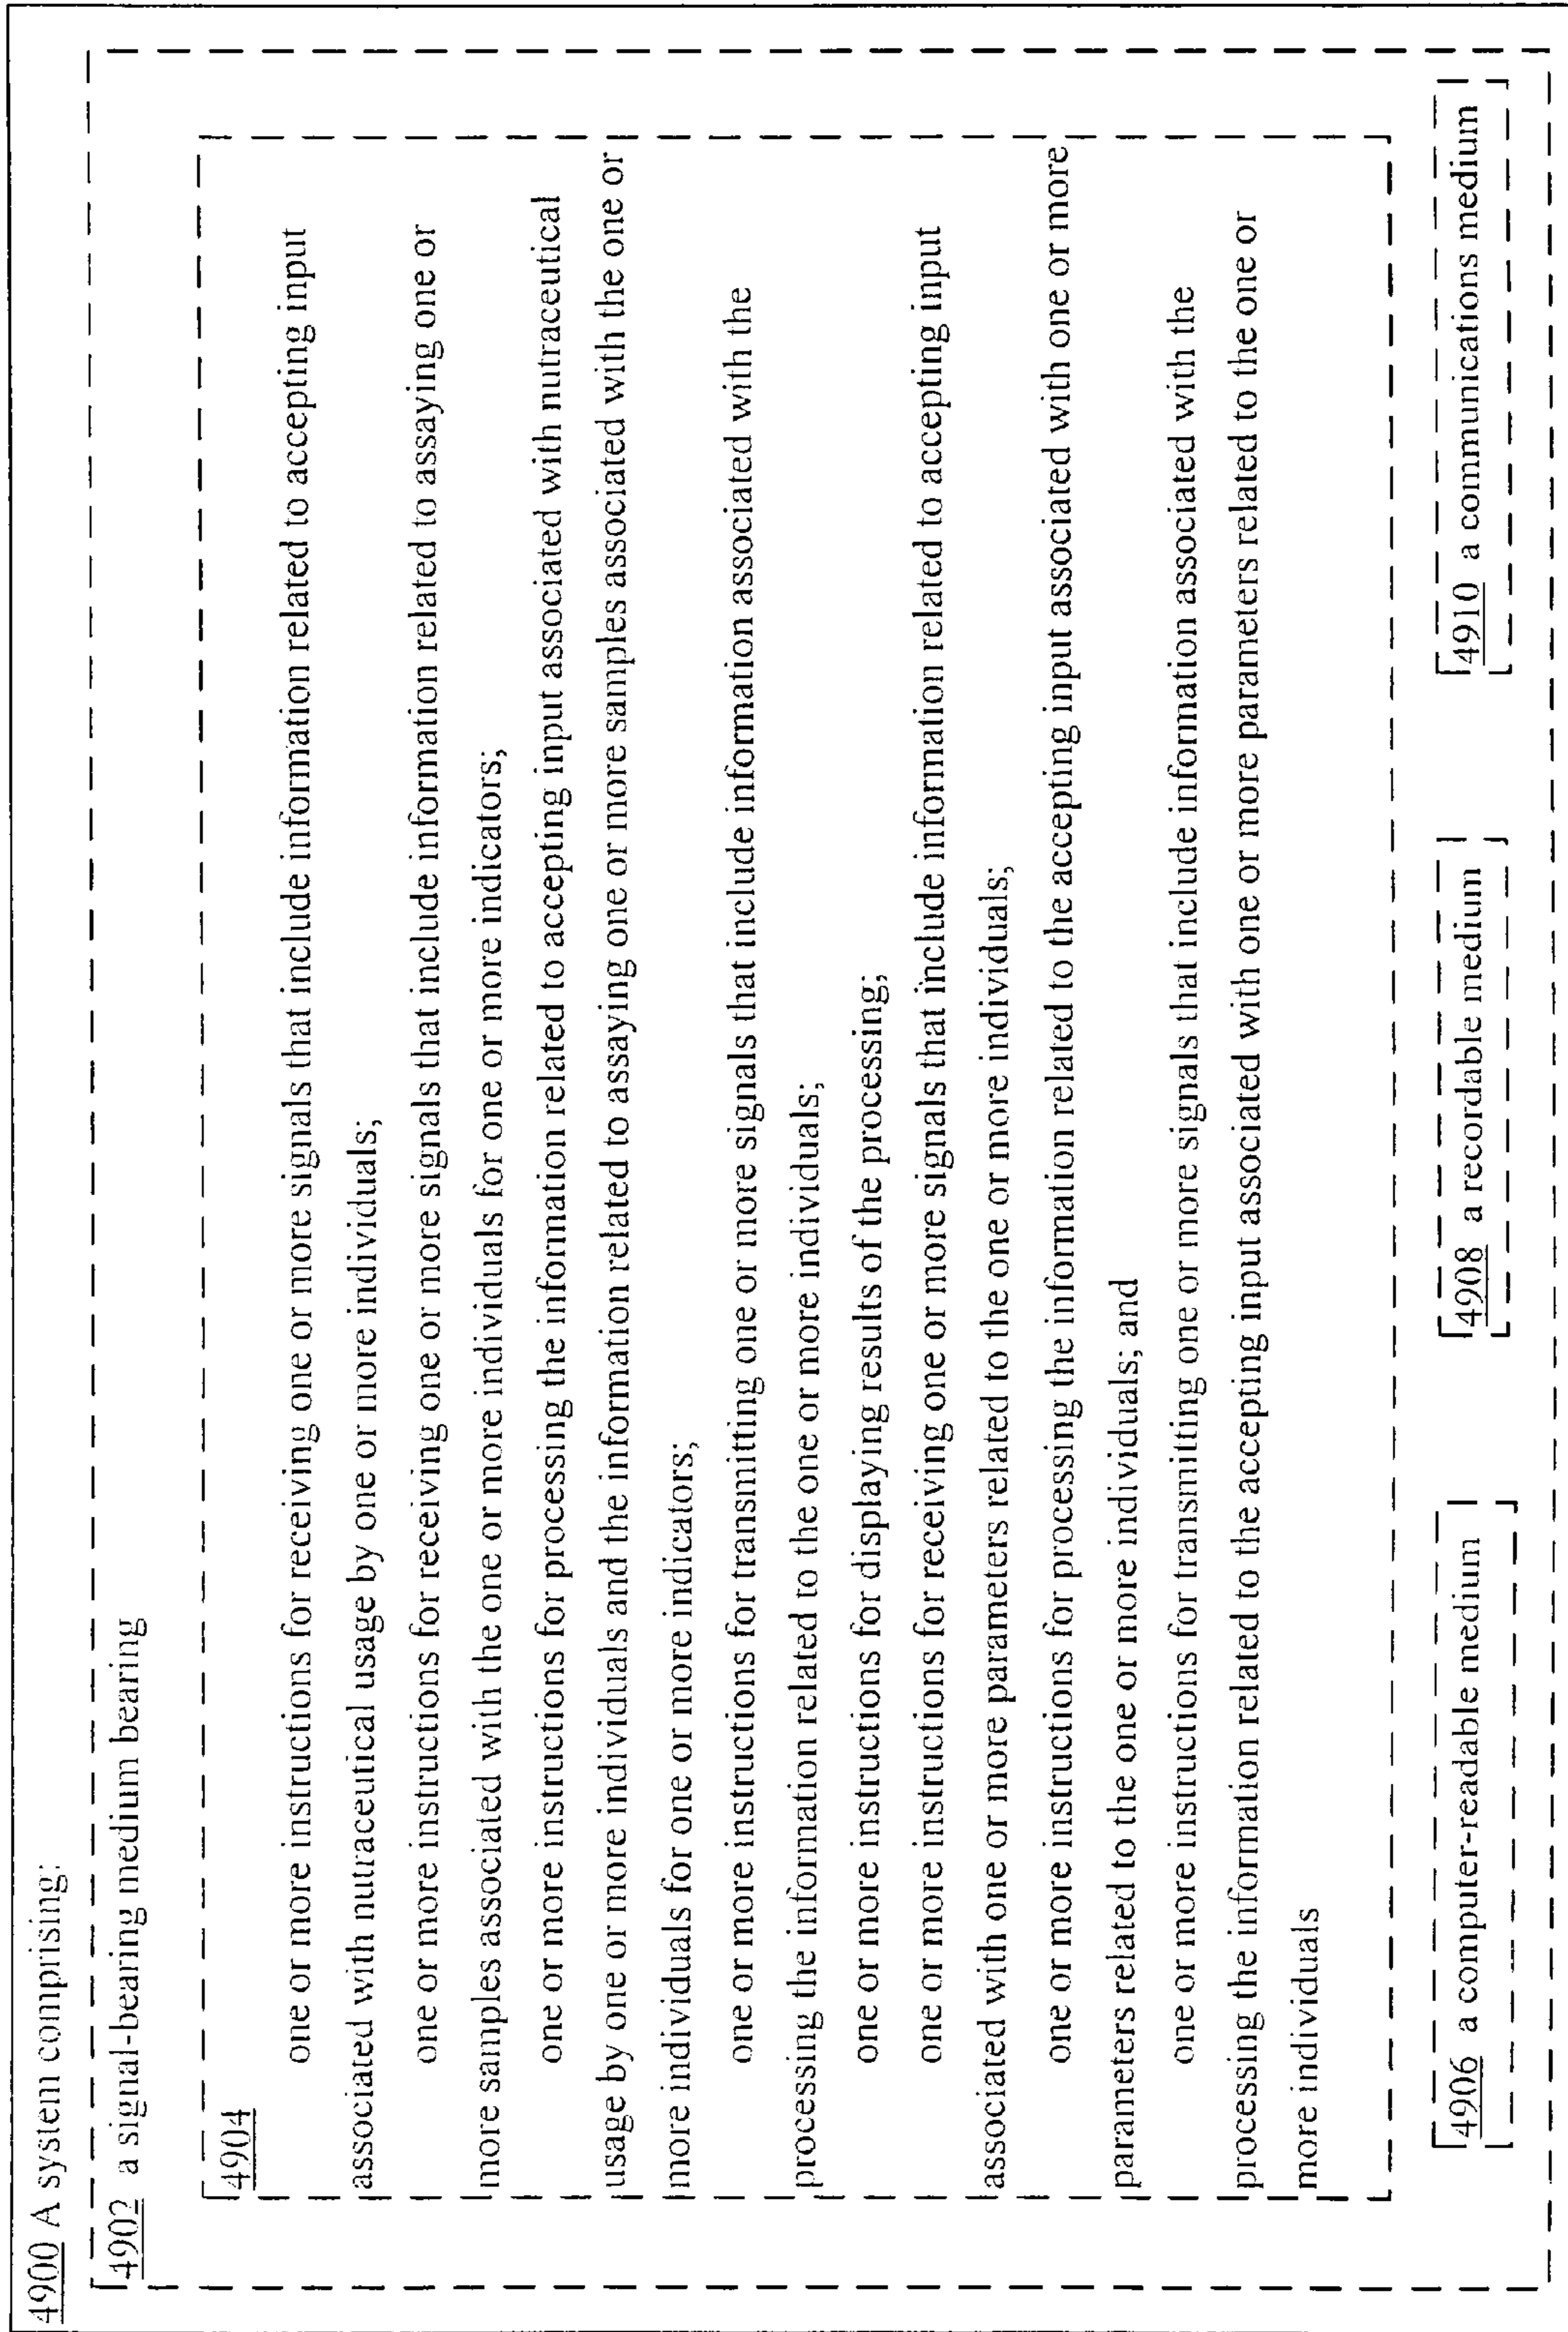 4900 A system comprising:
4902 a signal-bearing medium bearing
4904
one or more instructions for receiving one or more signals that include information related to accepting input
associated with nutraceutical usage by one or more individuals;
one or more instructions for receiving one or more signals that include information related to assaying one or
more samples associated with the one or more individuals for one or more indicators;
one or more instructions for processing the information related to accepting input associated with nutraceutical
usage by one or more individuals and the information related to assaying one or more samples associated with the one or
more individuals for one or more indicators;
one or more instructions for transmitting one or more signals that include information associated with the
processing the information related to the one or more individuals;
one or more instructions for displaying results of the processing;
one or more instructions for receiving one or more signals that include information related to accepting input
associated with one or more parameters related to the one or more individuals;
one or more instructions for processing the information related to the accepting input associated with one or more
parameters related to the one or more individuals; and
one or more instructions for transmitting one or more signals that include information associated with the
processing the information related to the accepting input associated with one or more parameters related to the one or
more individuals
4906 a computer-readable medium
4908 a recordable medium
4910 a communications medium